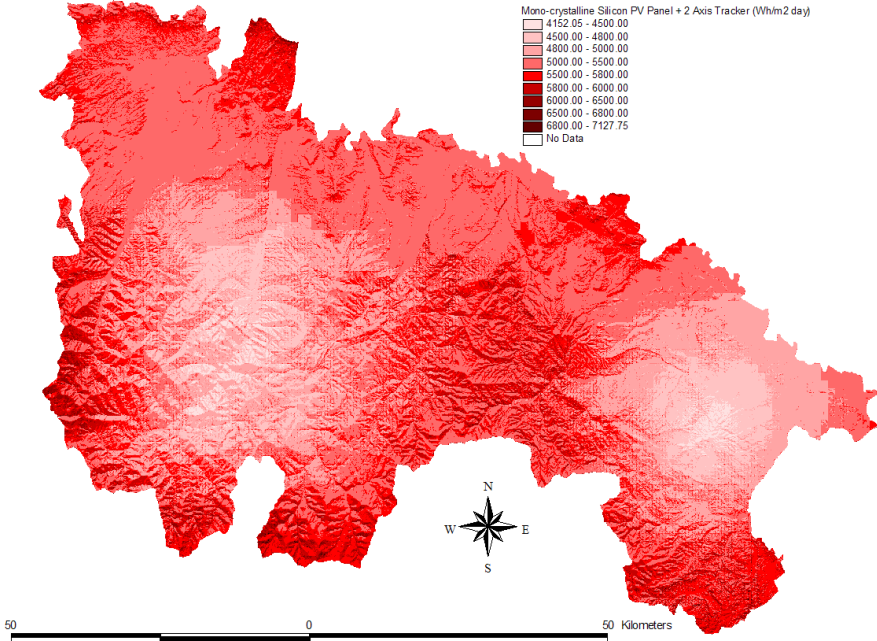 Mono-crystalline Silicon PV Panel + 2 Axis Tracker (Wh/m2 day)
4152.05 - 4500.00
4500.00 - 4800.00
4800.00 - 5000.00
5000.00 - 5500.00
5500.00 - 5800.00
5800.00 - 6000.00
6000.00 - 6500.00
6500.00 - 6800.00
6800.00 - 7127.75
No Data
N
W E
S
50 0 50 Kilometers